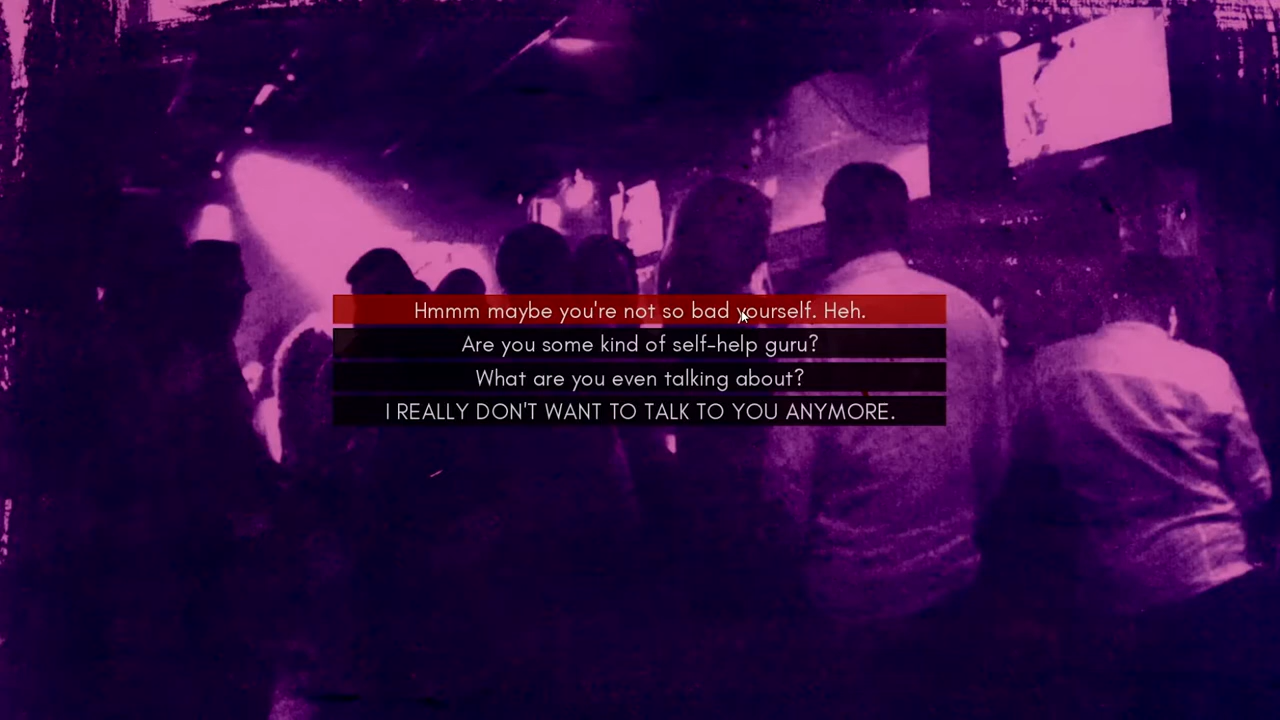 Hmmm maybe you're not so bad yourself. Heh.
Are you some kind of self-help guru?
What are you even talking about?
I REALLY DON'T WANT TO TALK TO YOU ANYMORE.